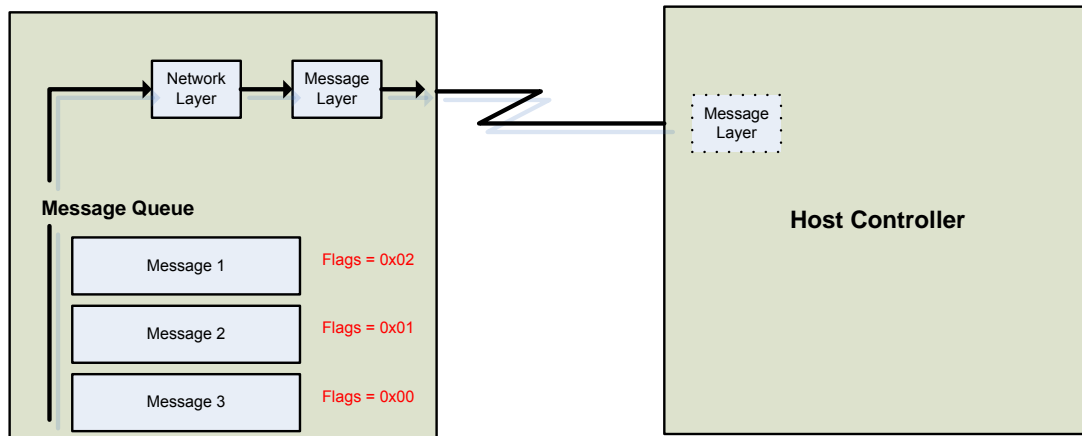 Network
Layer
Message
Layer
Message
Layer
Message Queue
Host Controller
Message 1
Flags = 0x02
Message 2
Flags = 0x01
Message 3
Flags = 0x00